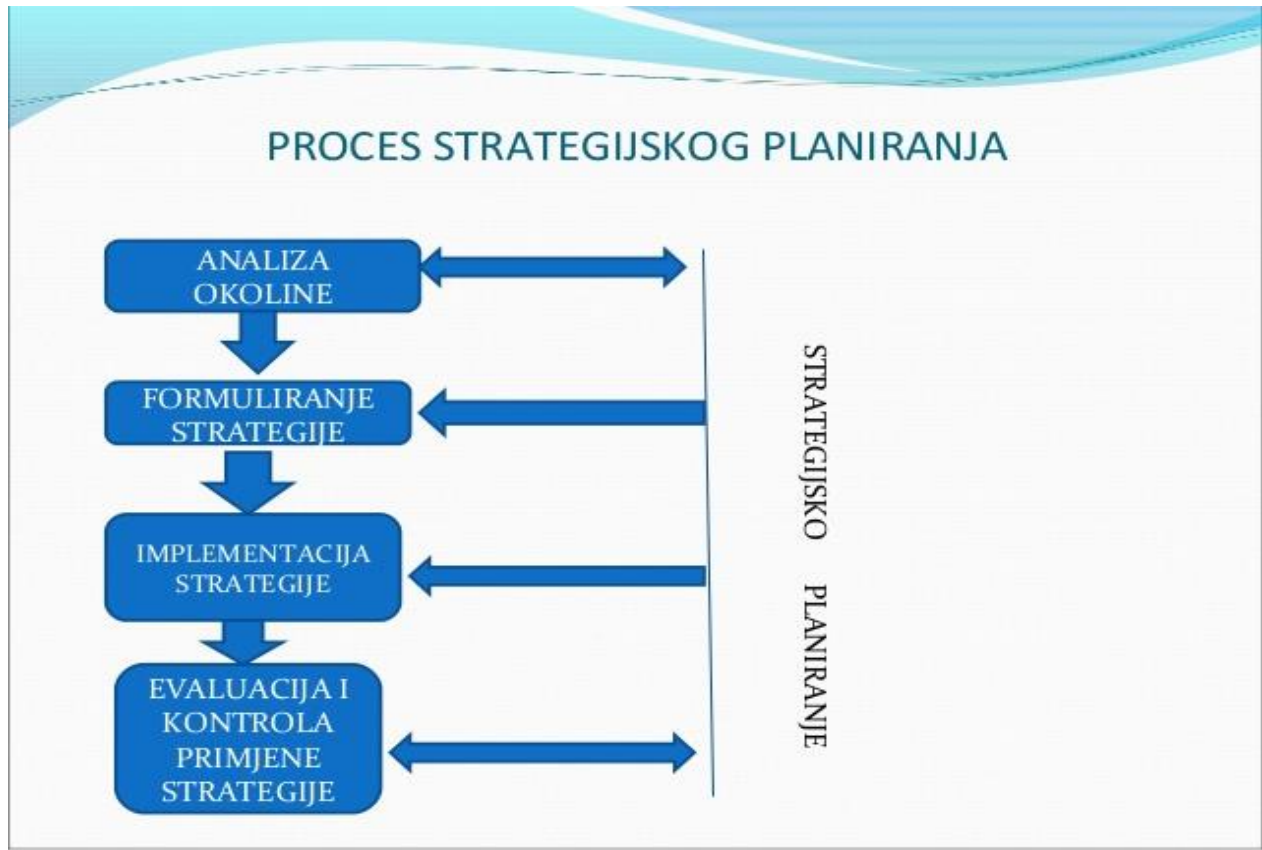 PROCES STRATEGIJSKOG PLANIRANJA
ANALIZA
OKOLINE
FORMULIRANJE
STRATEGIJE
IMPLEMENTACIJA
STRATEGIJE
EVALUACIJA I
KONTROLA
PRIMJENE
STRATEGIJE
STRATEGIJSKO PLANIRANJE